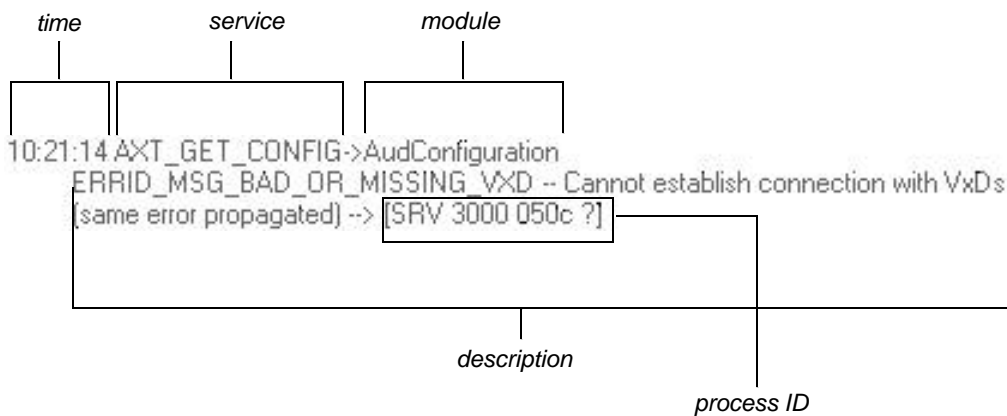 time service module
10:21:14 AXT_GET_CONFIG->AudConfiguration
ERRID_MSG_BAD_OR_MISSING_VXD -- Cannot establish connection with VxDs
(same error propagated) --> [SRV 3000 050c ?]
description
process ID